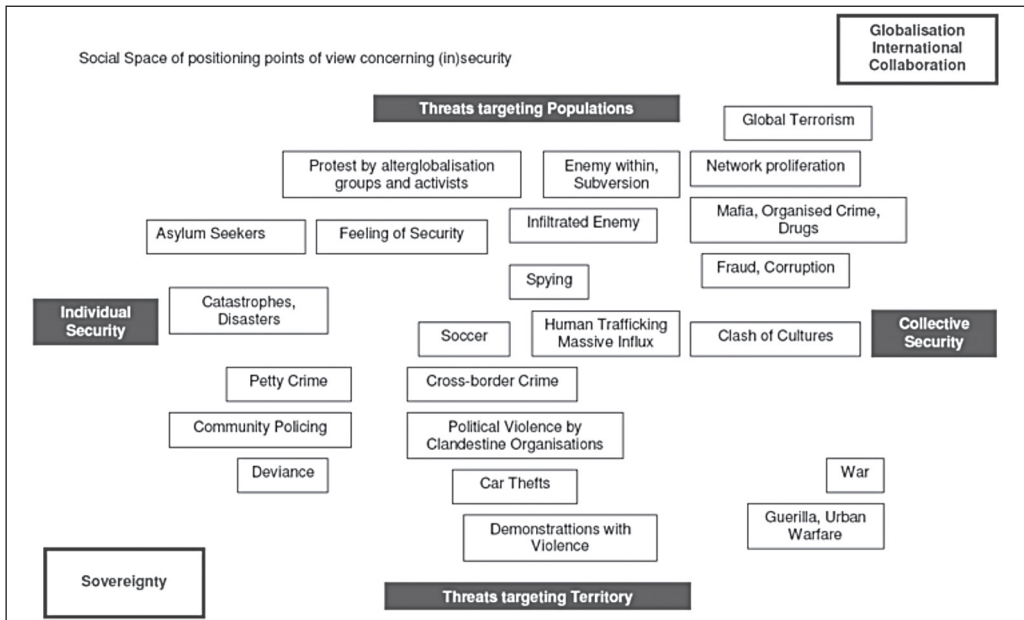 Globalisation
International
Collaboration
Social Space of positioning points of view concerning (in)security
Threats targeting Populations
Global Terrorism
Protest by alterglobalisation
groups and activists
Enemy within,
Subversion
Network proliferation
Asylum Seekers
Feeling of Security
Infiltrated Enemy
Mafia, Organised Crime,
Drugs
Spying
Fraud, Corruption
Individual
Security
Catastrophes,
Disasters
Soccer
Human Trafficking
Massive Influx
Clash of Cultures
Collective
Security
Petty Crime
Cross-border Crime
Community Policing
Political Violence by
Clandestine Organisations
Deviance
Car Thefts
War
Demonstrattions with
Violence
Guerilla, Urban
Warfare
Sovereignty
Threats targeting Territory